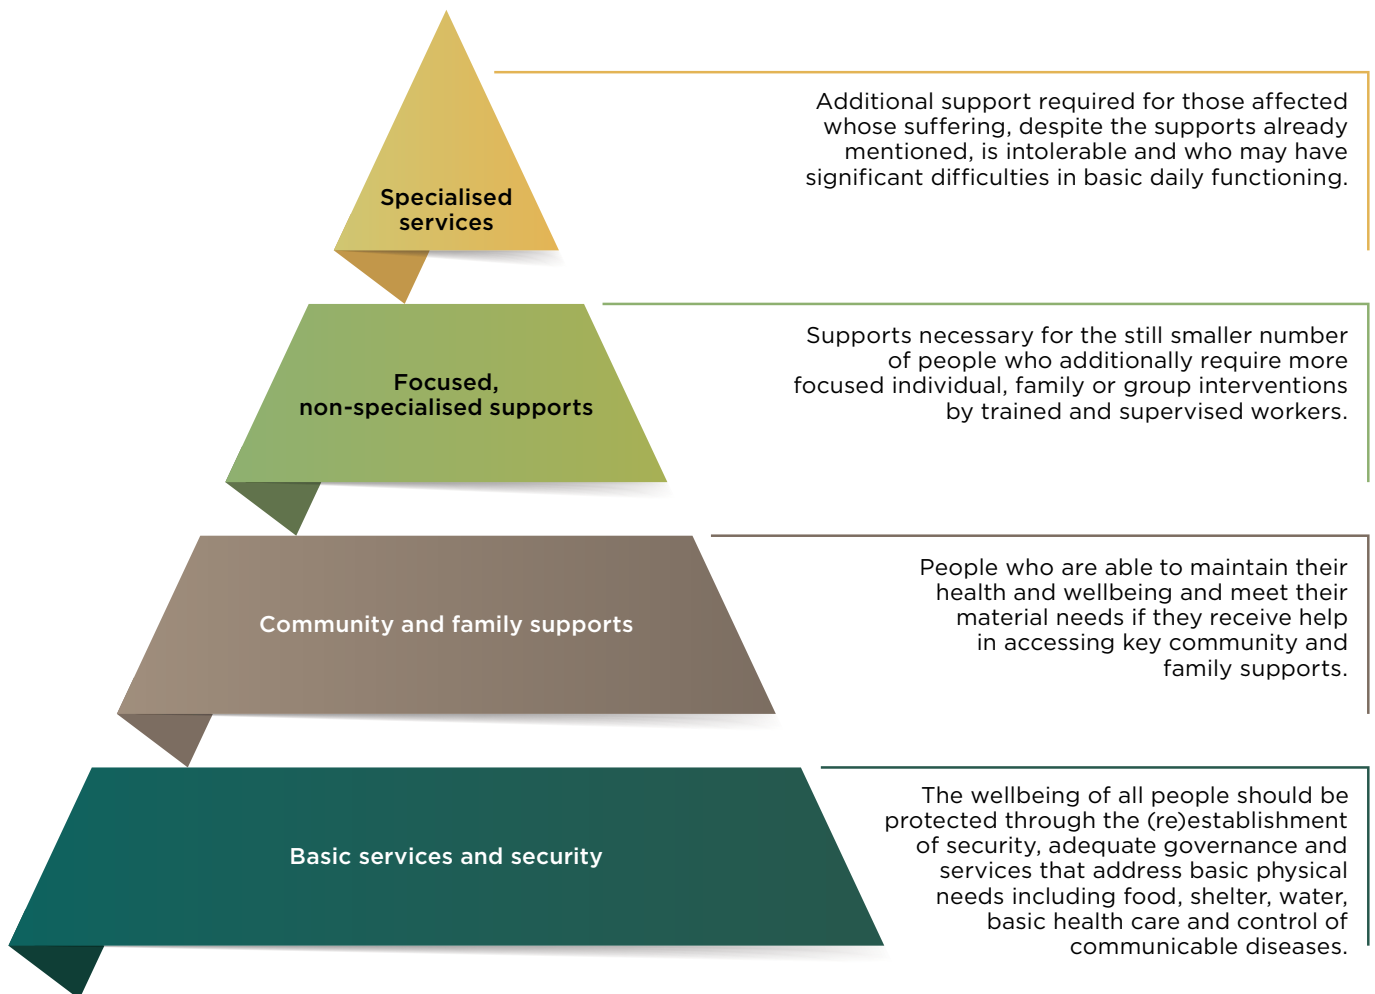 Specialised
services
Additional support required for those affected
whose suffering, despite the supports already
mentioned, is intolerable and who may have
significant difficulties in basic daily functioning.
Focused,
non-specialised supports
Supports necessary for the still smaller number
of people who additionally require more
focused individual, family or group interventions
by trained and supervised workers.
Community and family supports
People who are able to maintain their
health and wellbeing and meet their
material needs if they receive help
in accessing key community and
family supports.
Basic services and security
The wellbeing of all people should be
protected through the (re)establishment
of security, adequate governance and
services that address basic physical
needs including food, shelter, water,
basic health care and control of
communicable diseases.